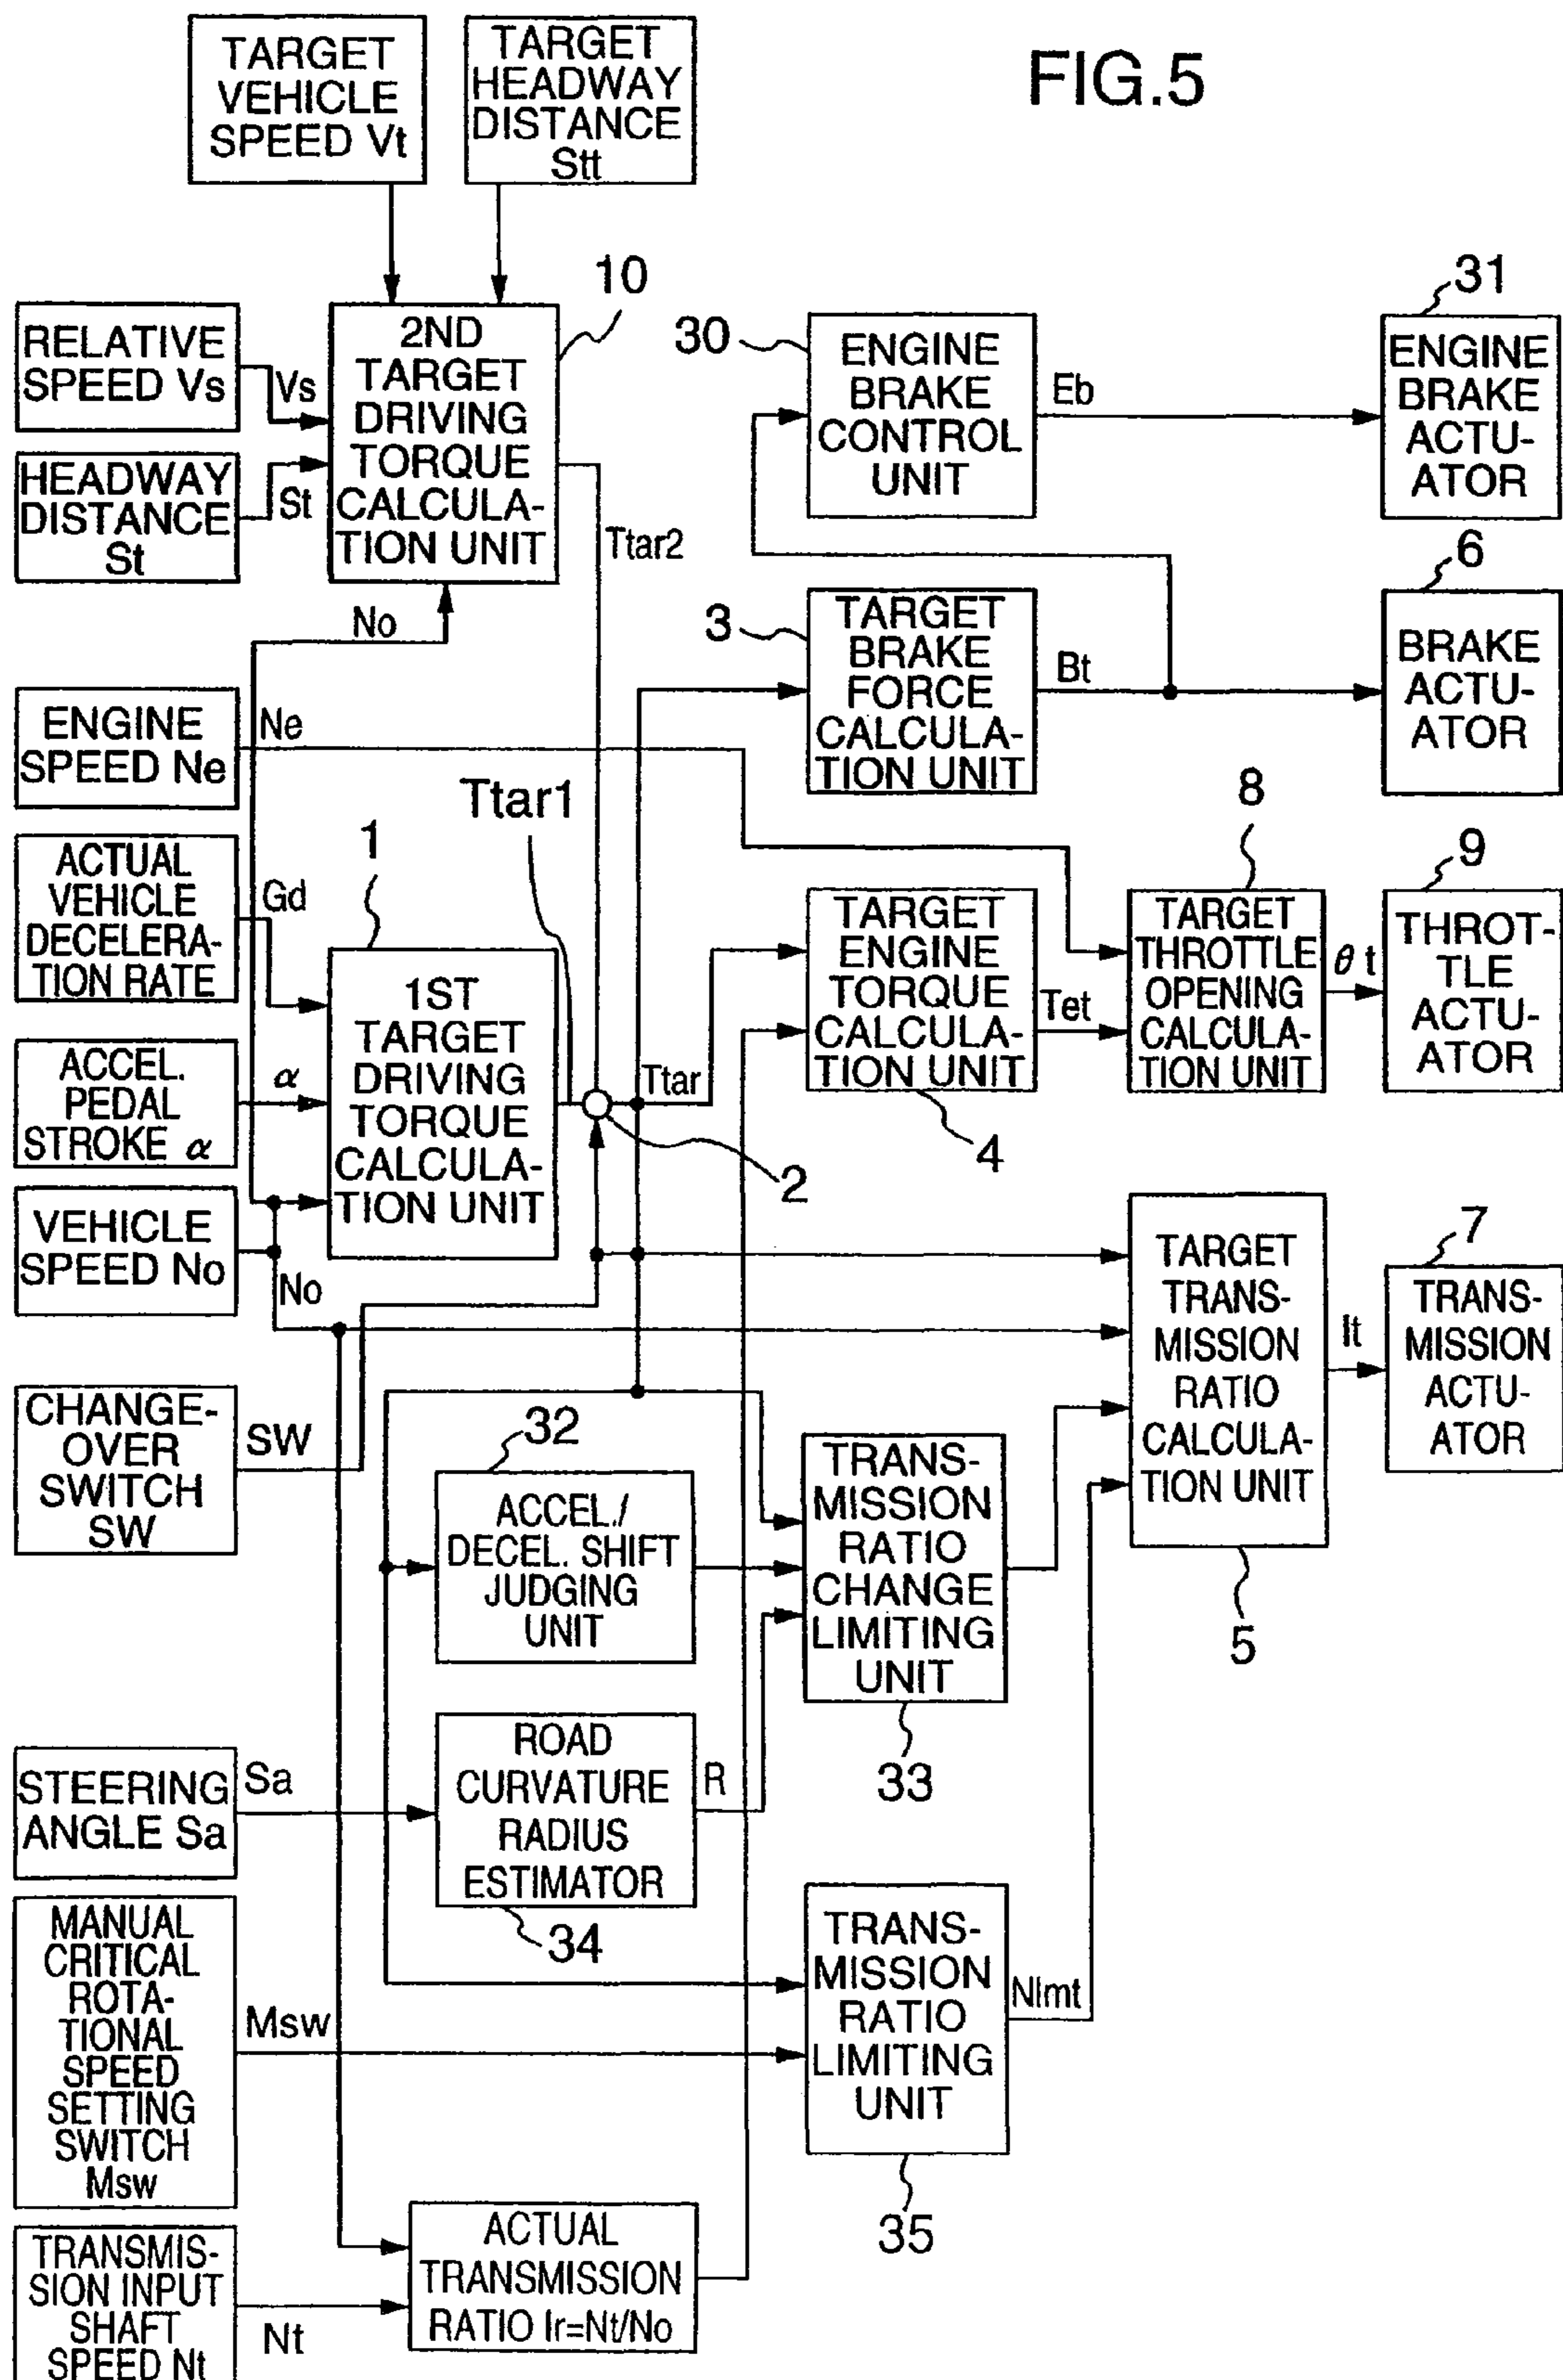 FIG.5
TARGET
VEHICLE
SPEED Vt
TARGET
HEADWAY
DISTANCE
Stt
RELATIVE
SPEED Vs
Vs
HEADWAY
DISTANCE
St
St
2ND
TARGET
DRIVING
TORQUE
CALCULA-
TION UNIT
10
No
Ttar2
30
ENGINE
BRAKE
CONTROL
UNIT
Eb
31
ENGINE
BRAKE
ACTU-
ATOR
3
TARGET
BRAKE
FORCE
CALCULA-
TION UNIT
Bt
6
BRAKE
ACTU-
ATOR
ENGINE
SPEED Ne
Ne
Ttar1
ACTUAL
VEHICLE
DECELERA-
TION RATE
Gd
1
1ST
TARGET
DRIVING
TORQUE
CALCULA-
TION UNIT
ACCEL.
PEDAL
STROKE α
α
VEHICLE
SPEED No
No
Ttar
2
TARGET
ENGINE
TORQUE
CALCULA-
TION UNIT
4
Tet
8
TARGET
THROTTLE
OPENING
CALCULA-
TION UNIT
θ t
9
THROT-
TLE
ACTU-
ATOR
TARGET
TRANS-
MISSION
RATIO
CALCULA-
TION UNIT
5
It
7
TRANS-
MISSION
ACTU-
ATOR
CHANGE-
OVER
SWITCH
SW
SW
32
ACCEL./
DECEL. SHIFT
JUDGING
UNIT
TRANS-
MISSION
RATIO
CHANGE
LIMITING
UNIT
33
STEERING
ANGLE Sa
Sa
ROAD
CURVATURE
RADIUS
ESTIMATOR
34
R
MANUAL
CRITICAL
ROTA-
TIONAL
SPEED
SETTING
SWITCH
Msw
Msw
TRANS-
MISSION
RATIO
LIMITING
UNIT
35
Nlmt
TRANSMIS-
SION INPUT
SHAFT
SPEED Nt
Nt
ACTUAL
TRANSMISSION
RATIO Ir=Nt/No